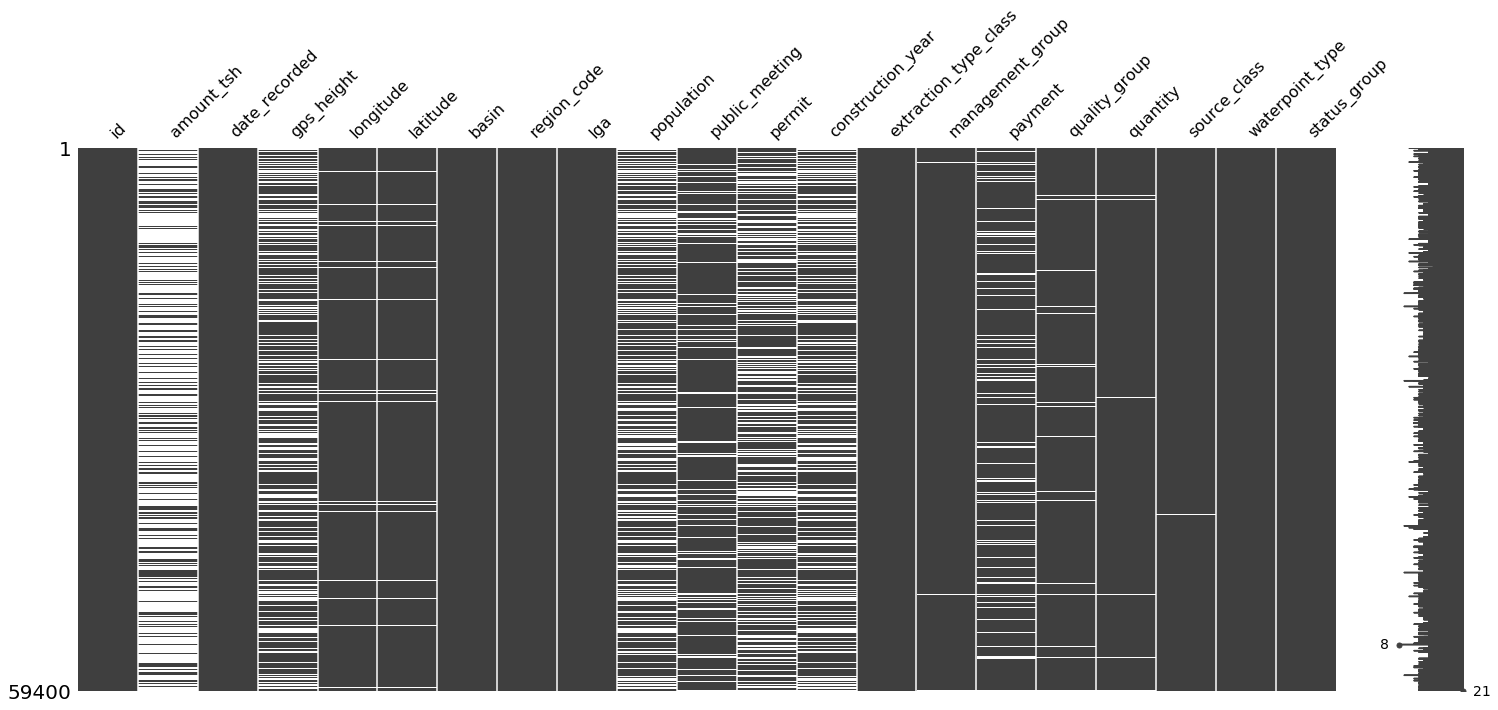 id
amount_tsh
date_recorded
gps_height
longitude
latitude
basin
region_code
lga
population
public_meeting
permit
construction_year
extraction_type_class
management_group
payment
quality_group
quantity
source_class
waterpoint_type
status_group
1
8
59400
21